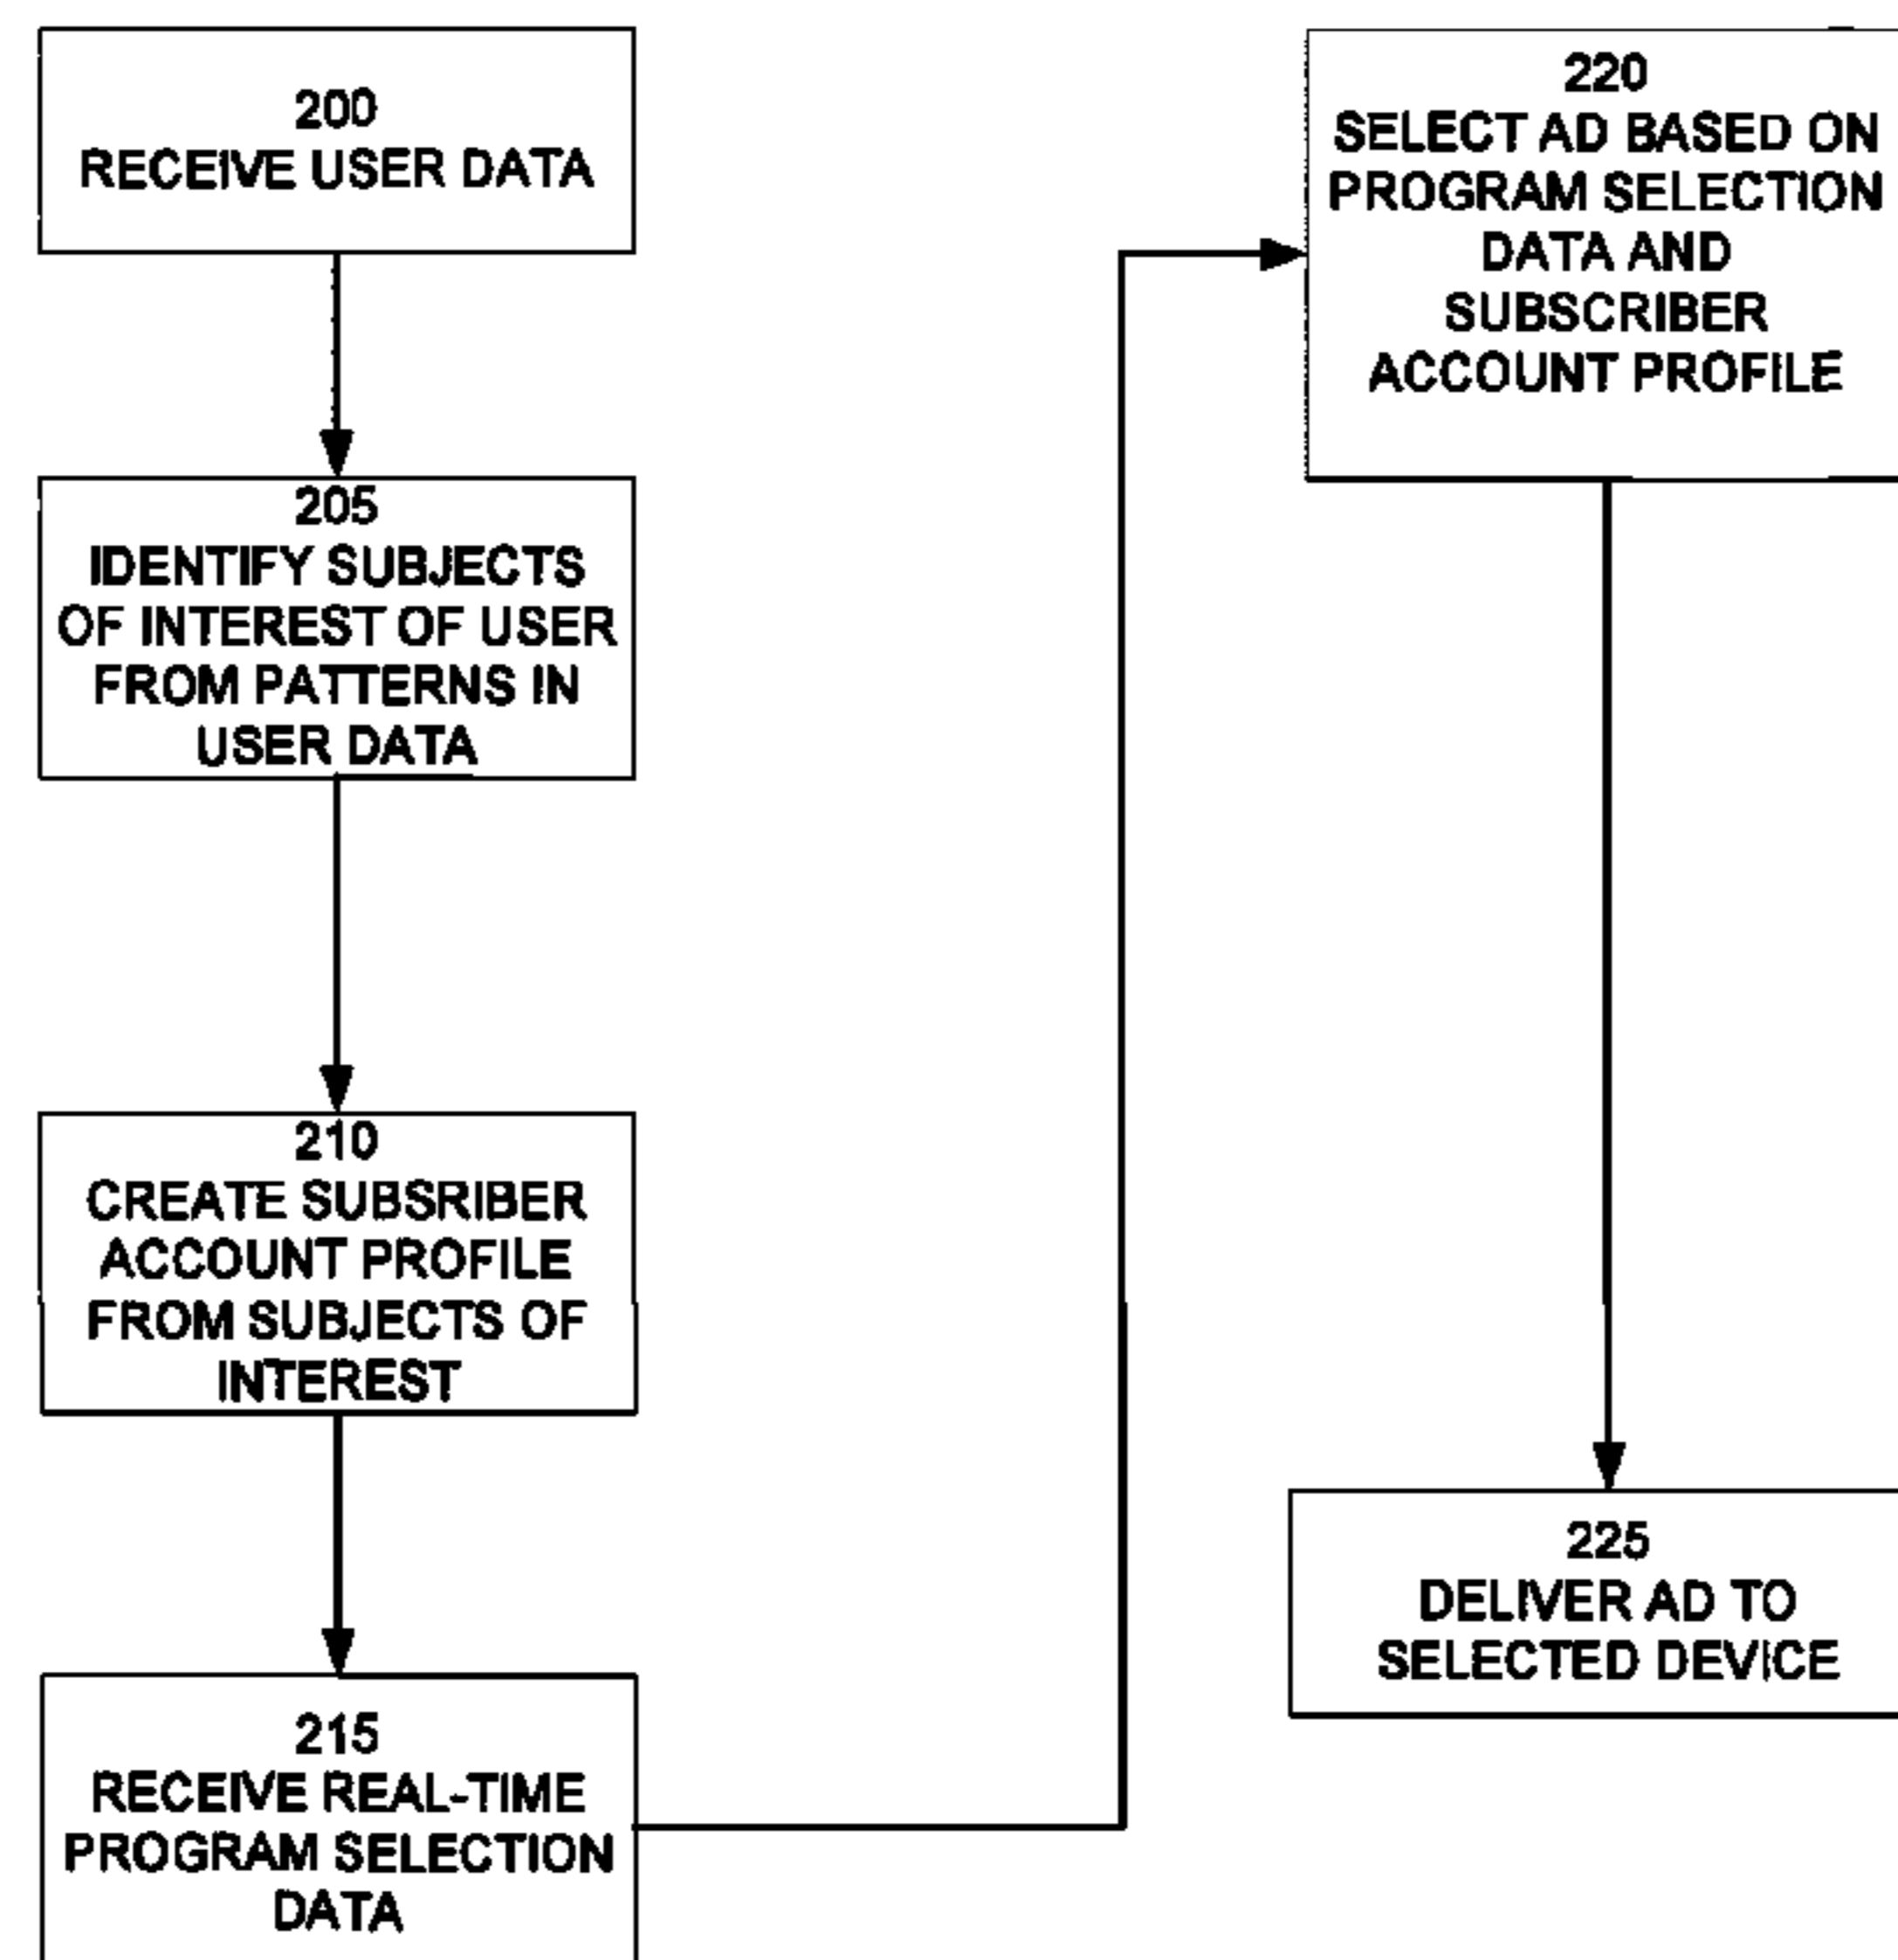 200
RECEIVE USER DATA
205
IDENTIFY SUBJECTS
OF INTEREST OF USER
FROM PATTERNS IN
USER DATA
210
CREATE SUBSRIBER
ACCOUNT PROFILE
FROM SUBJECTS OF
INTEREST
215
RECEIVE REAL-TIME
PROGRAM SELECTION
DATA
220
SELECT AD BASED ON
PROGRAM SELECTION
DATA AND
SUBSCRIBER
ACCOUNT PROFILE
225
DELIVER AD TO
SELECTED DEVICE